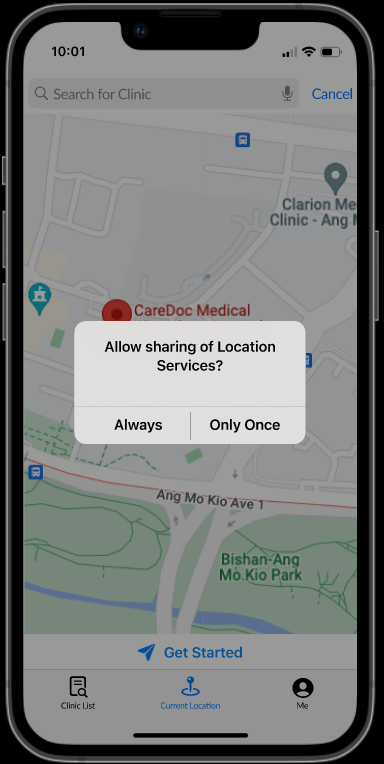 10:01
Search for Clinic
Cancel
Clarion Me
Clinic - Ang M
CareDoc Medical
Allow sharing of Location
Services?
Always
Only Once
Ang Mo Kio Ave 1
Bishan-Ang
Mo Kio Park
Get Started
Clinic List
Current Location
Me